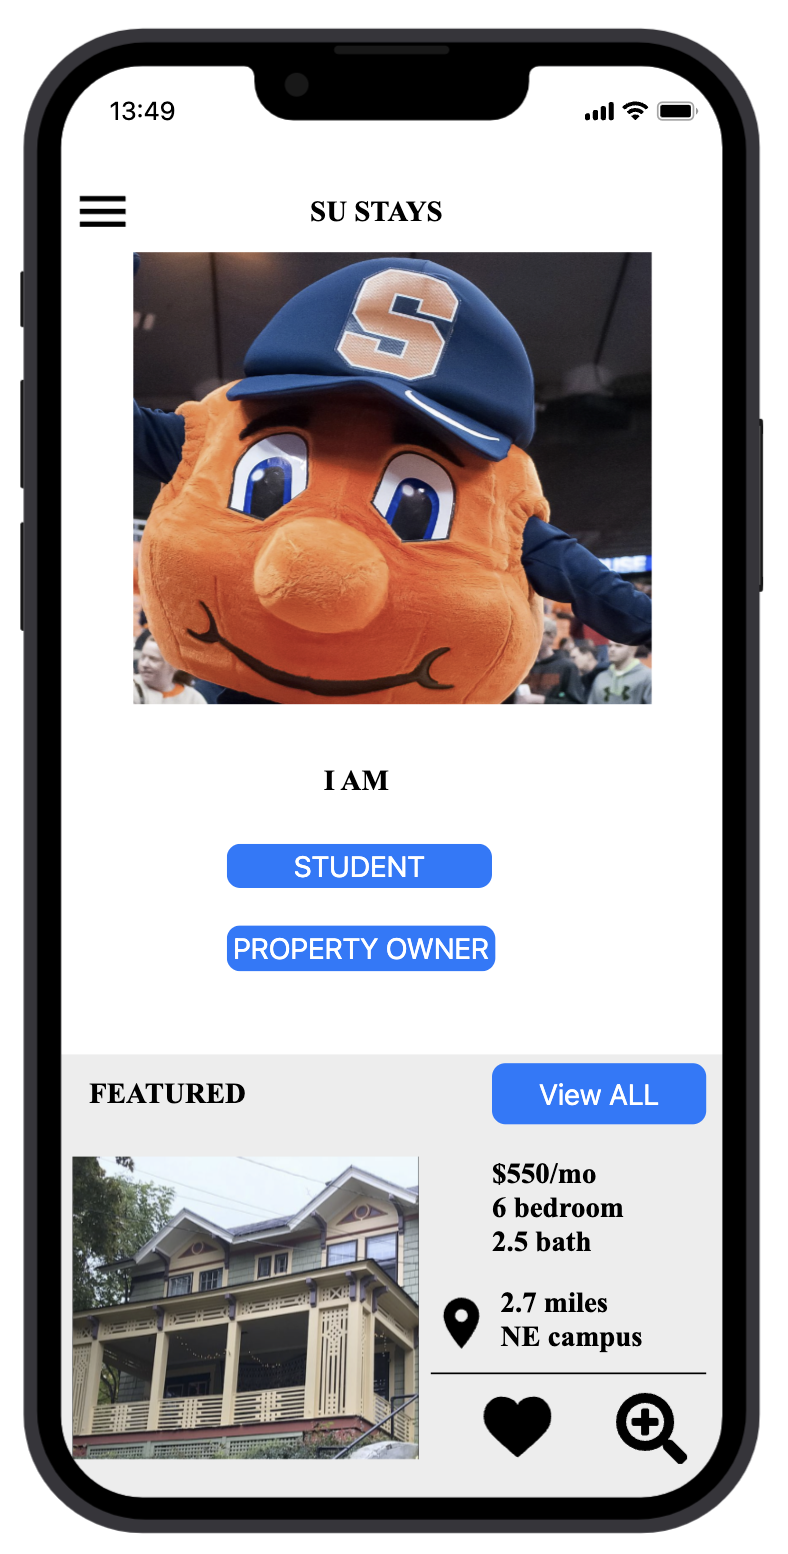 13:49
SU STAYS
S
I AM
STUDENT
PROPERTY OWNER
FEATURED
View ALL
$550/mo
6 bedroom
2.5 bath
2.7 miles
NE campus